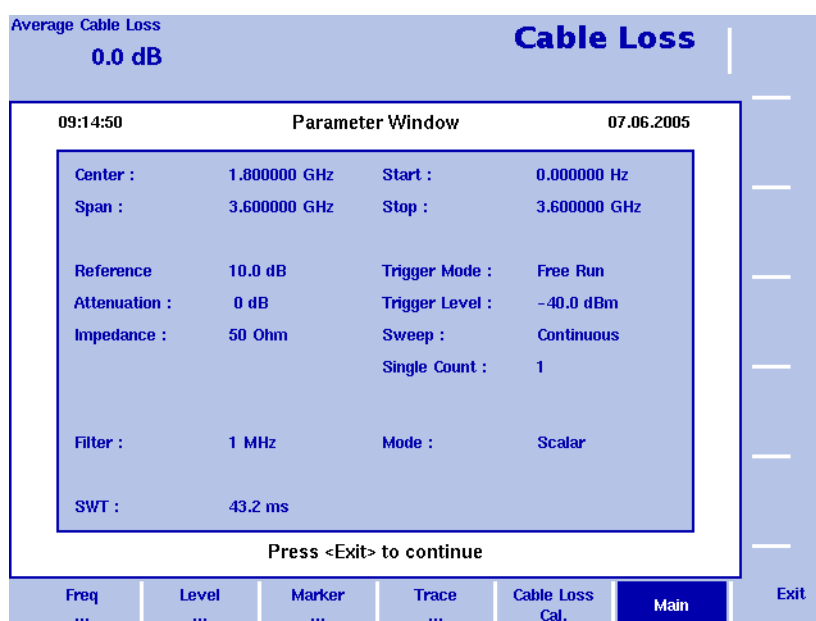 Average Cable Loss
0.0 dB
Cable Loss
09:14:50 Parameter Window 07.06.2005
Center : 1.800000 GHz Start : 0.000000 Hz
Span : 3.600000 GHz Stop : 3.600000 GHz
Reference 10.0 dB Trigger Mode : Free Run
Attenuation : 0 dB Trigger Level : -40.0 dBm
Impedance : 50 Ohm Sweep : Continuous
Single Count : 1
Filter : 1 MHz Mode : Scalar
SWT : 43.2 ms
Press <Exit> to continue
Freq ...
Level ...
Marker ...
Trace ...
Cable Loss
Cal.
Main
Exit